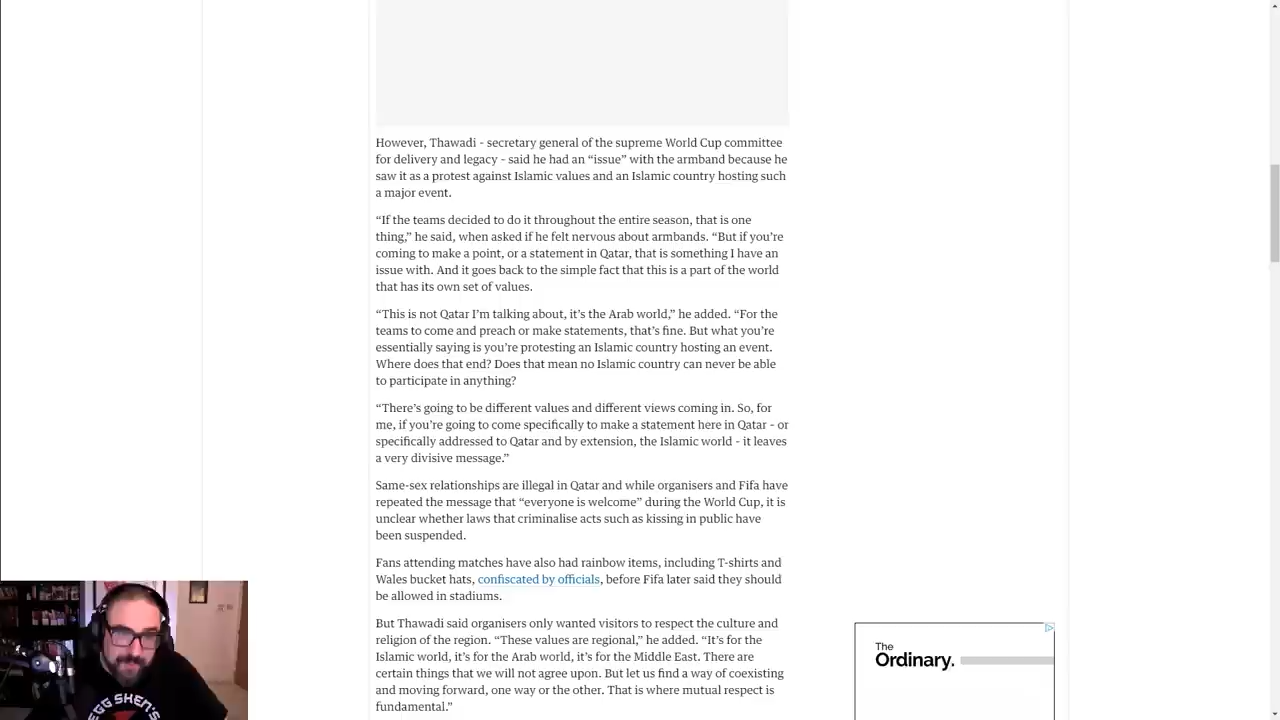 However, Thawadi - secretary general of the supreme World Cup committee
for delivery and legacy - said he had an “issue” with the armband because he
saw it as a protest against Islamic values and an Islamic country hosting such
a major event.
“If the teams decided to do it throughout the entire season, that is one
thing,” he said, when asked if he felt nervous about armbands. “But if you’re
coming to make a point, or a statement in Qatar, that is something I have an
issue with. And it goes back to the simple fact that this is a part of the world
that has its own set of values.
“This is not Qatar I’m talking about, it’s the Arab world,” he added. “For the
teams to come and preach or make statements, that’s fine. But what you’re
essentially saying is you’re protesting an Islamic country hosting an event.
Where does that end? Does that mean no Islamic country can never be able
to participate in anything?
“There’s going to be different values and different views coming in. So, for
me, if you’re going to come specifically to make a statement here in Qatar - or
specifically addressed to Qatar and by extension, the Islamic world - it leaves
a very divisive message.”
Same-sex relationships are illegal in Qatar and while organisers and Fifa have
repeated the message that “everyone is welcome” during the World Cup, it is
unclear whether laws that criminalise acts such as kissing in public have
been suspended.
Fans attending matches have also had rainbow items, including T-shirts and
Wales bucket hats, confiscated by officials, before Fifa later said they should
be allowed in stadiums.
But Thawadi said organisers only wanted visitors to respect the culture and
religion of the region. “These values are regional,” he added. “It’s for the
Islamic world, it’s for the Arab world, it’s for the Middle East. There are
certain things that we will not agree upon. But let us find a way of coexisting
and moving forward, one way or the other. That is where mutual respect is
fundamental.”
The
Ordinary.
EGG SHEN'S